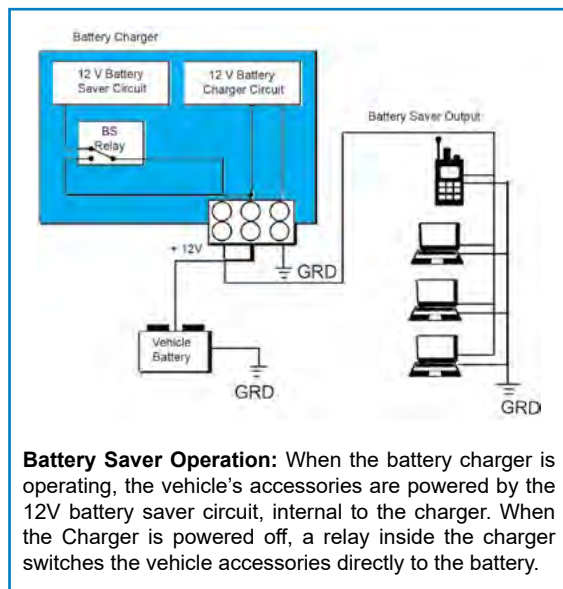 Battery Charger
12 V Battery
Saver Circuit
12 V Battery
Charger Circuit
BS
Relay
Battery Saver Output
+ 12V
GRD
Vehicle
Battery
GRD
GRD
Battery Saver Operation: When the battery charger is
operating, the vehicle's accessories are powered by the
12V battery saver circuit, internal to the charger. When
the Charger is powered off, a relay inside the charger
switches the vehicle accessories directly to the battery.